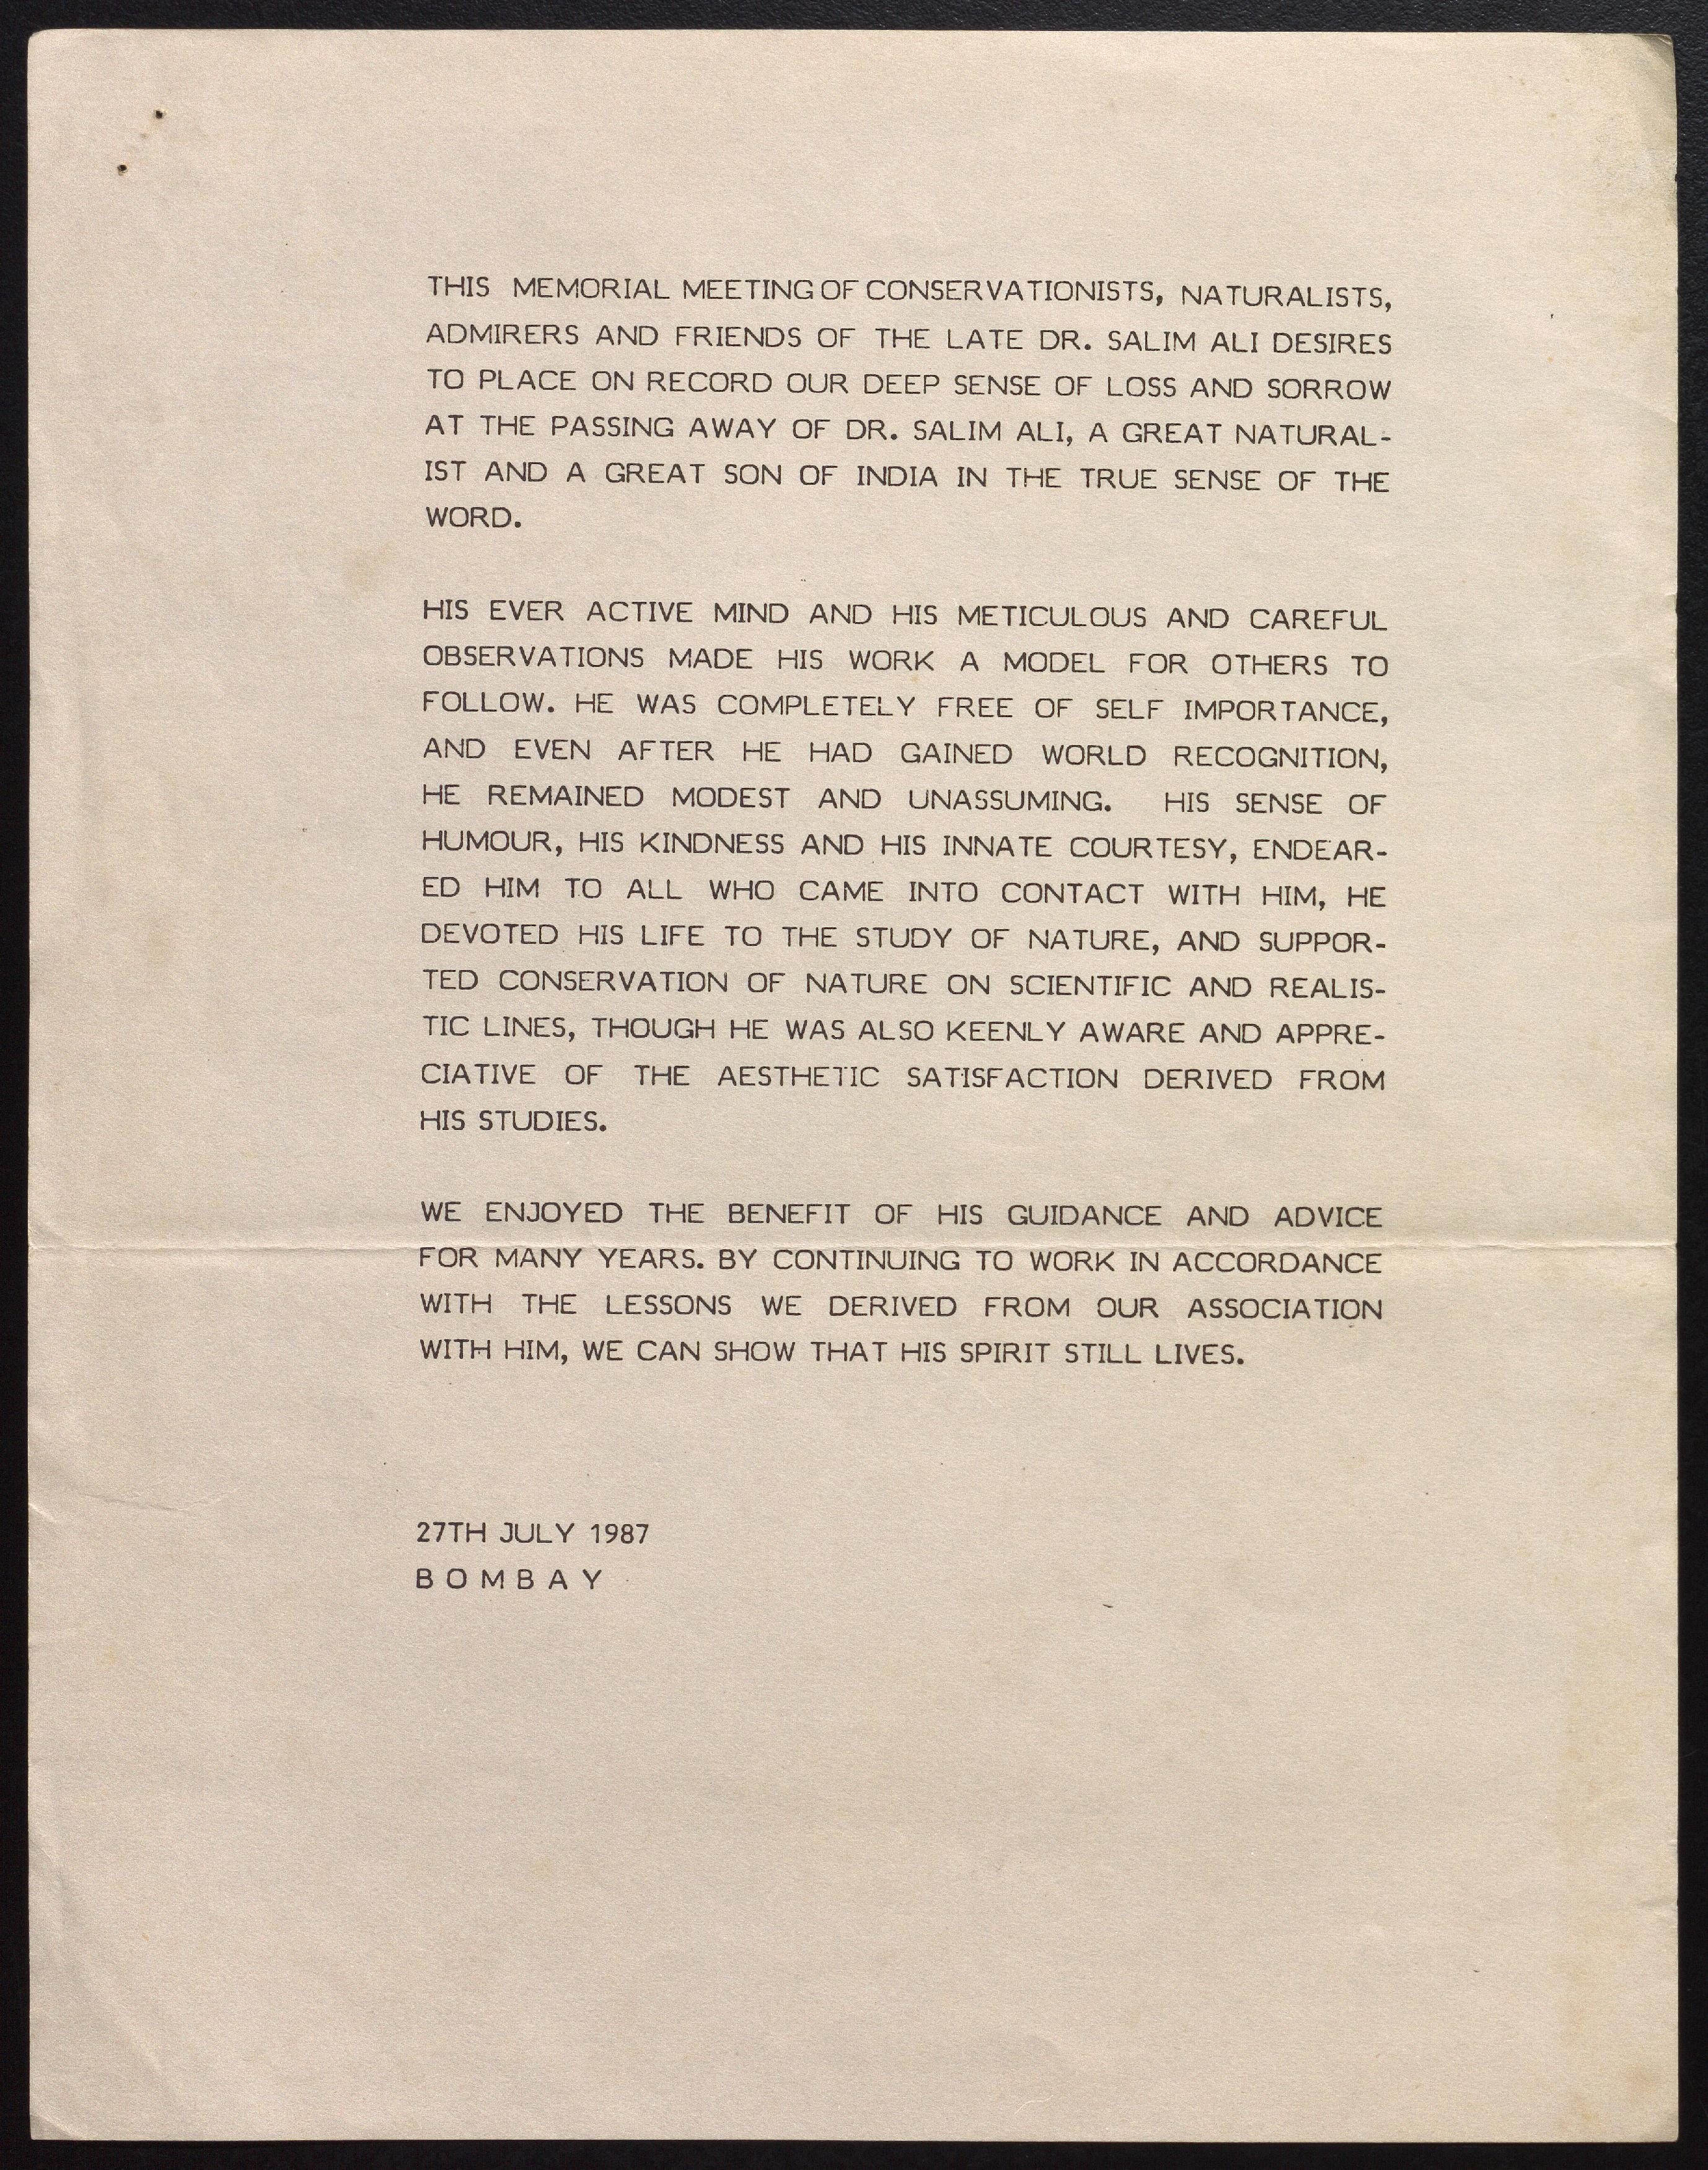 THIS MEMORIAL MEETING OF CONSERVATIONISTS, NATURALISTS,
ADMIRERS AND FRIENDS OF THE LATE DR. SALIM ALI DESIRES
TO PLACE ON RECORD OUR DEEP SENSE OF LOSS AND SORROW
AT THE PASSING AWAY OF DR. SALIM ALI, A GREAT NATURAL-
IST AND A GREAT SON OF INDIA IN THE TRUE SENSE OF THE
WORD.

HIS EVER ACTIVE MIND AND HIS METICULOUS AND CAREFUL
OBSERVATIONS MADE HIS WORK A MODEL FOR OTHERS TO
FOLLOW. HE WAS COMPLETELY FREE OF SELF IMPORTANCE,
AND EVEN AFTER HE HAD GAINED WORLD RECOGNITION,
HE REMAINED MODEST AND UNASSUMING. HIS SENSE OF
HUMOUR, HIS KINDNESS AND HIS INNATE COURTESY, ENDEAR-
ED HIM TO ALL WHO CAME INTO CONTACT WITH HIM, HE
DEVOTED HIS LIFE TO THE STUDY OF NATURE, AND SUPPOR-
TED CONSERVATION OF NATURE ON SCIENTIFIC AND REALIS-
TIC LINES, THOUGH HE WAS ALSO KEENLY AWARE AND APPRE-
CIATIVE OF THE AESTHETIC SATISFACTION DERIVED FROM
HIS STUDIES.

WE ENJOYED THE BENEFIT OF HIS GUIDANCE AND ADVICE
FOR MANY YEARS. BY CONTINUING TO WORK IN ACCORDANCE
WITH THE LESSONS WE DERIVED FROM OUR ASSOCIATION
WITH HIM, WE CAN SHOW THAT HIS SPIRIT STILL LIVES.

27TH JULY 1987
B O M B A Y